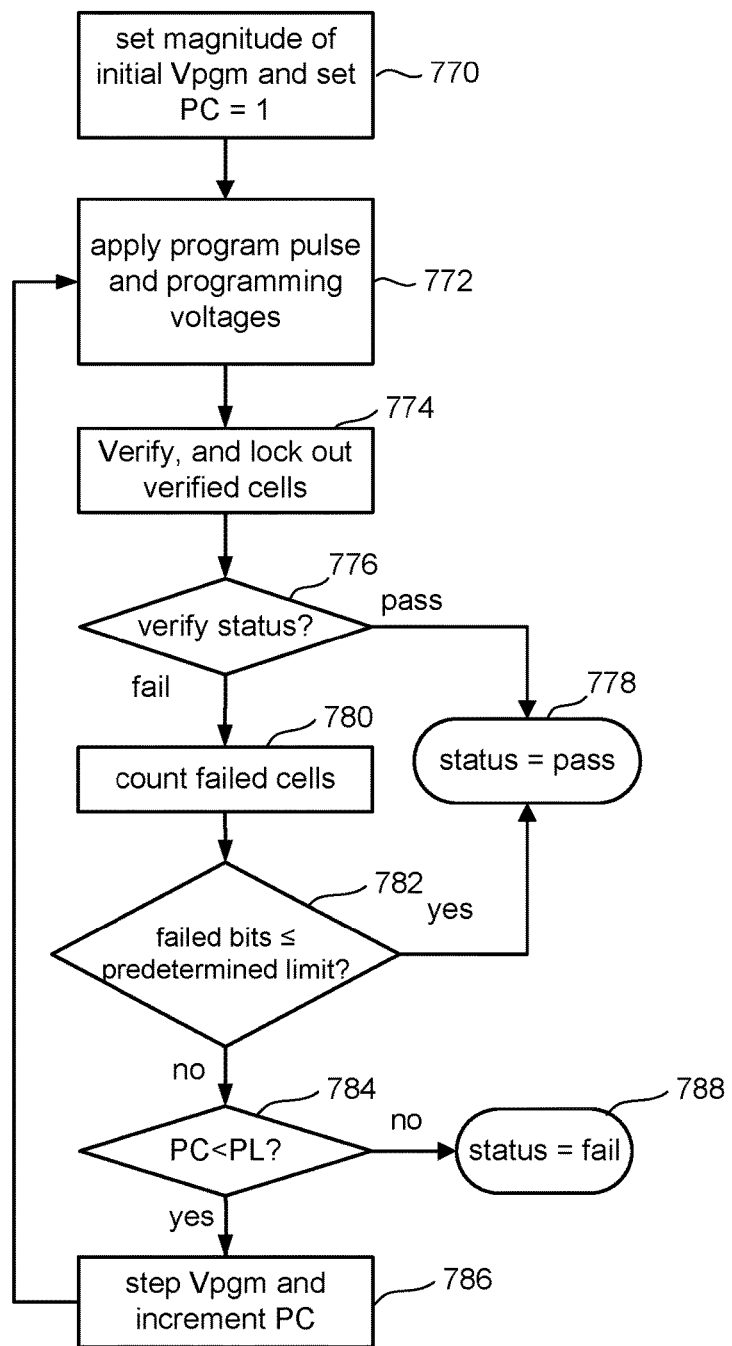 set magnitude of
initial Vpgm and set
PC = 1
770
apply program pulse
and programming
voltages
772
774
Verify, and lock out
verified cells
776
verify status?
pass
fail
778
status = pass
780
count failed cells
782
failed bits ≤
predetermined limit?
yes
no
784
PC<PL?
no
788
status = fail
yes
step Vpgm and
increment PC
786